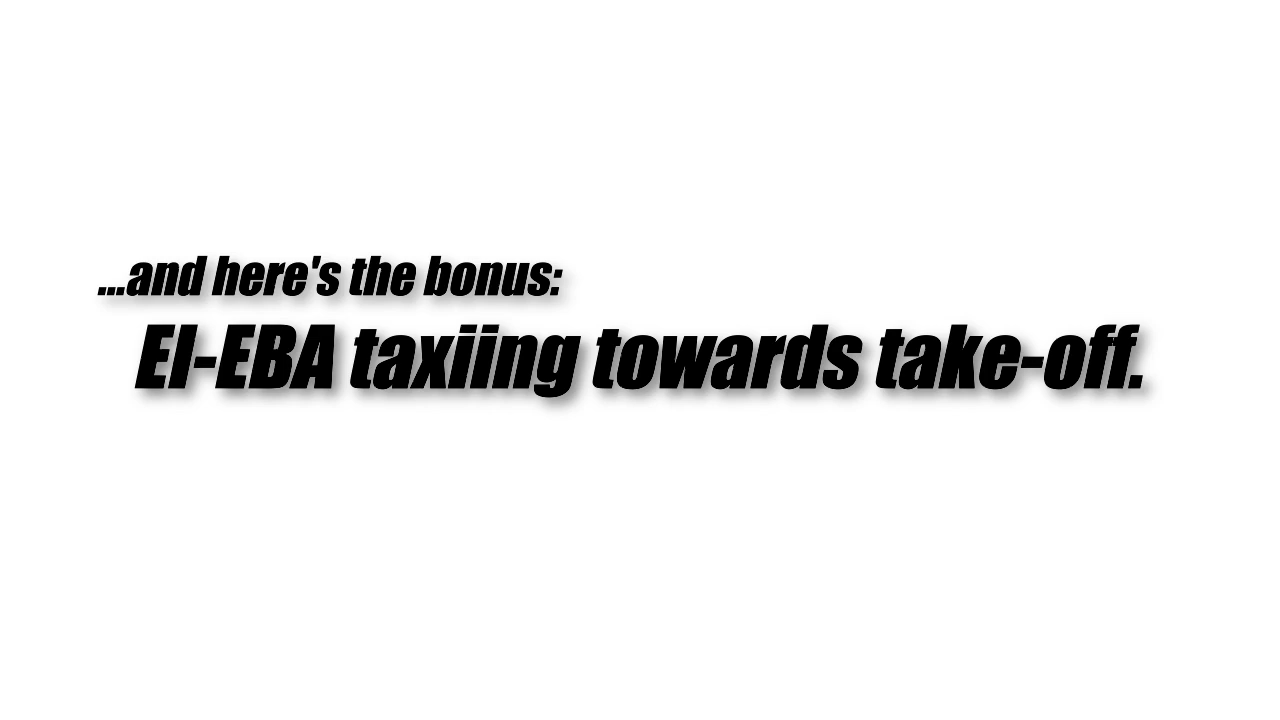 ...and here's the bonus:
EI-EBA taxiing towards take-off.